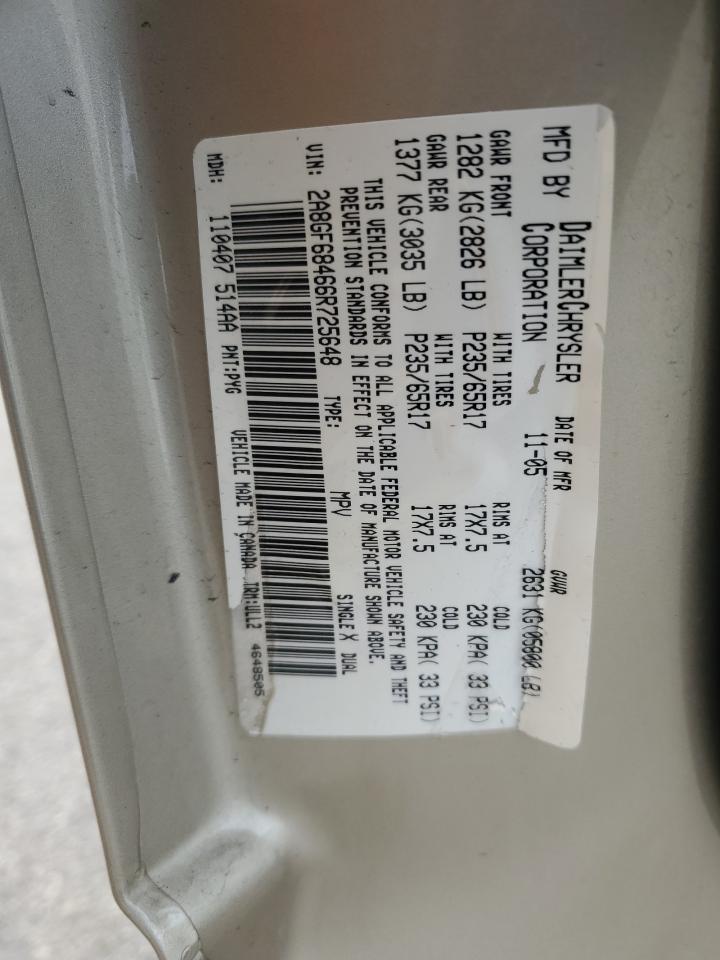 MFD BY DAIMLERCHRYSLER CORPORATION DATE OF MFR 11-05 GVWR 2631 KG(05800 LB)
GAWR FRONT WITH TIRES RIMS AT COLD
1282 KG(2826 LB) P235/65R17 17X7.5 230 KPA( 33 PSI)
GAWR REAR WITH TIRES RIMS AT COLD
1377 KG(3035 LB) P235/65R17 17X7.5 230 KPA( 33 PSI)
THIS VEHICLE CONFORMS TO ALL APPLICABLE FEDERAL MOTOR VEHICLE SAFETY AND THEFT
PREVENTION STANDARDS IN EFFECT ON THE DATE OF MANUFACTURE SHOWN ABOVE.
VIN: 2A8GF68466R725648 TYPE: MPV SINGLE X DUAL
MDH: 110407 514AA PNT:PYG VEHICLE MADE IN CANADA TRM:ULL2 4648505